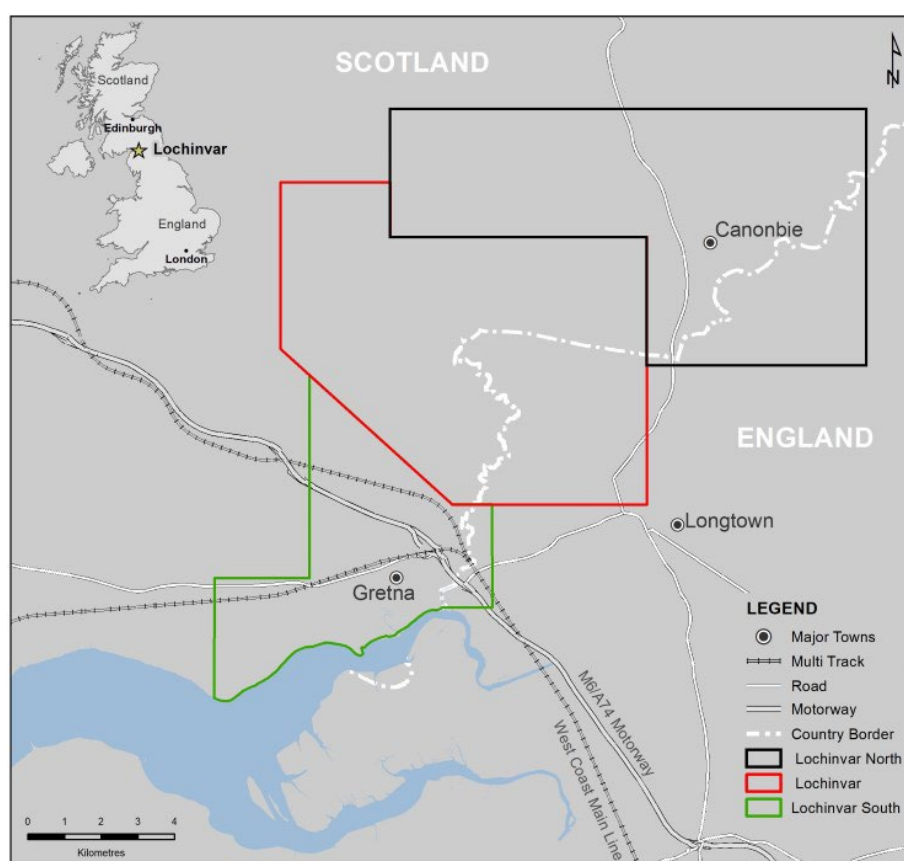 SCOTLAND
N
Scotland
Edinburgh
Lochinvar
England
London
Canonbie
ENGLAND
Longtown
Gretna
M6/A74 Motorway
West Coast Main Line
LEGEND
Major Towns
Multi Track
Road
Motorway
Country Border
Lochinvar North
Lochinvar
Lochinvar South
0 1 2 3 4
Kilometres